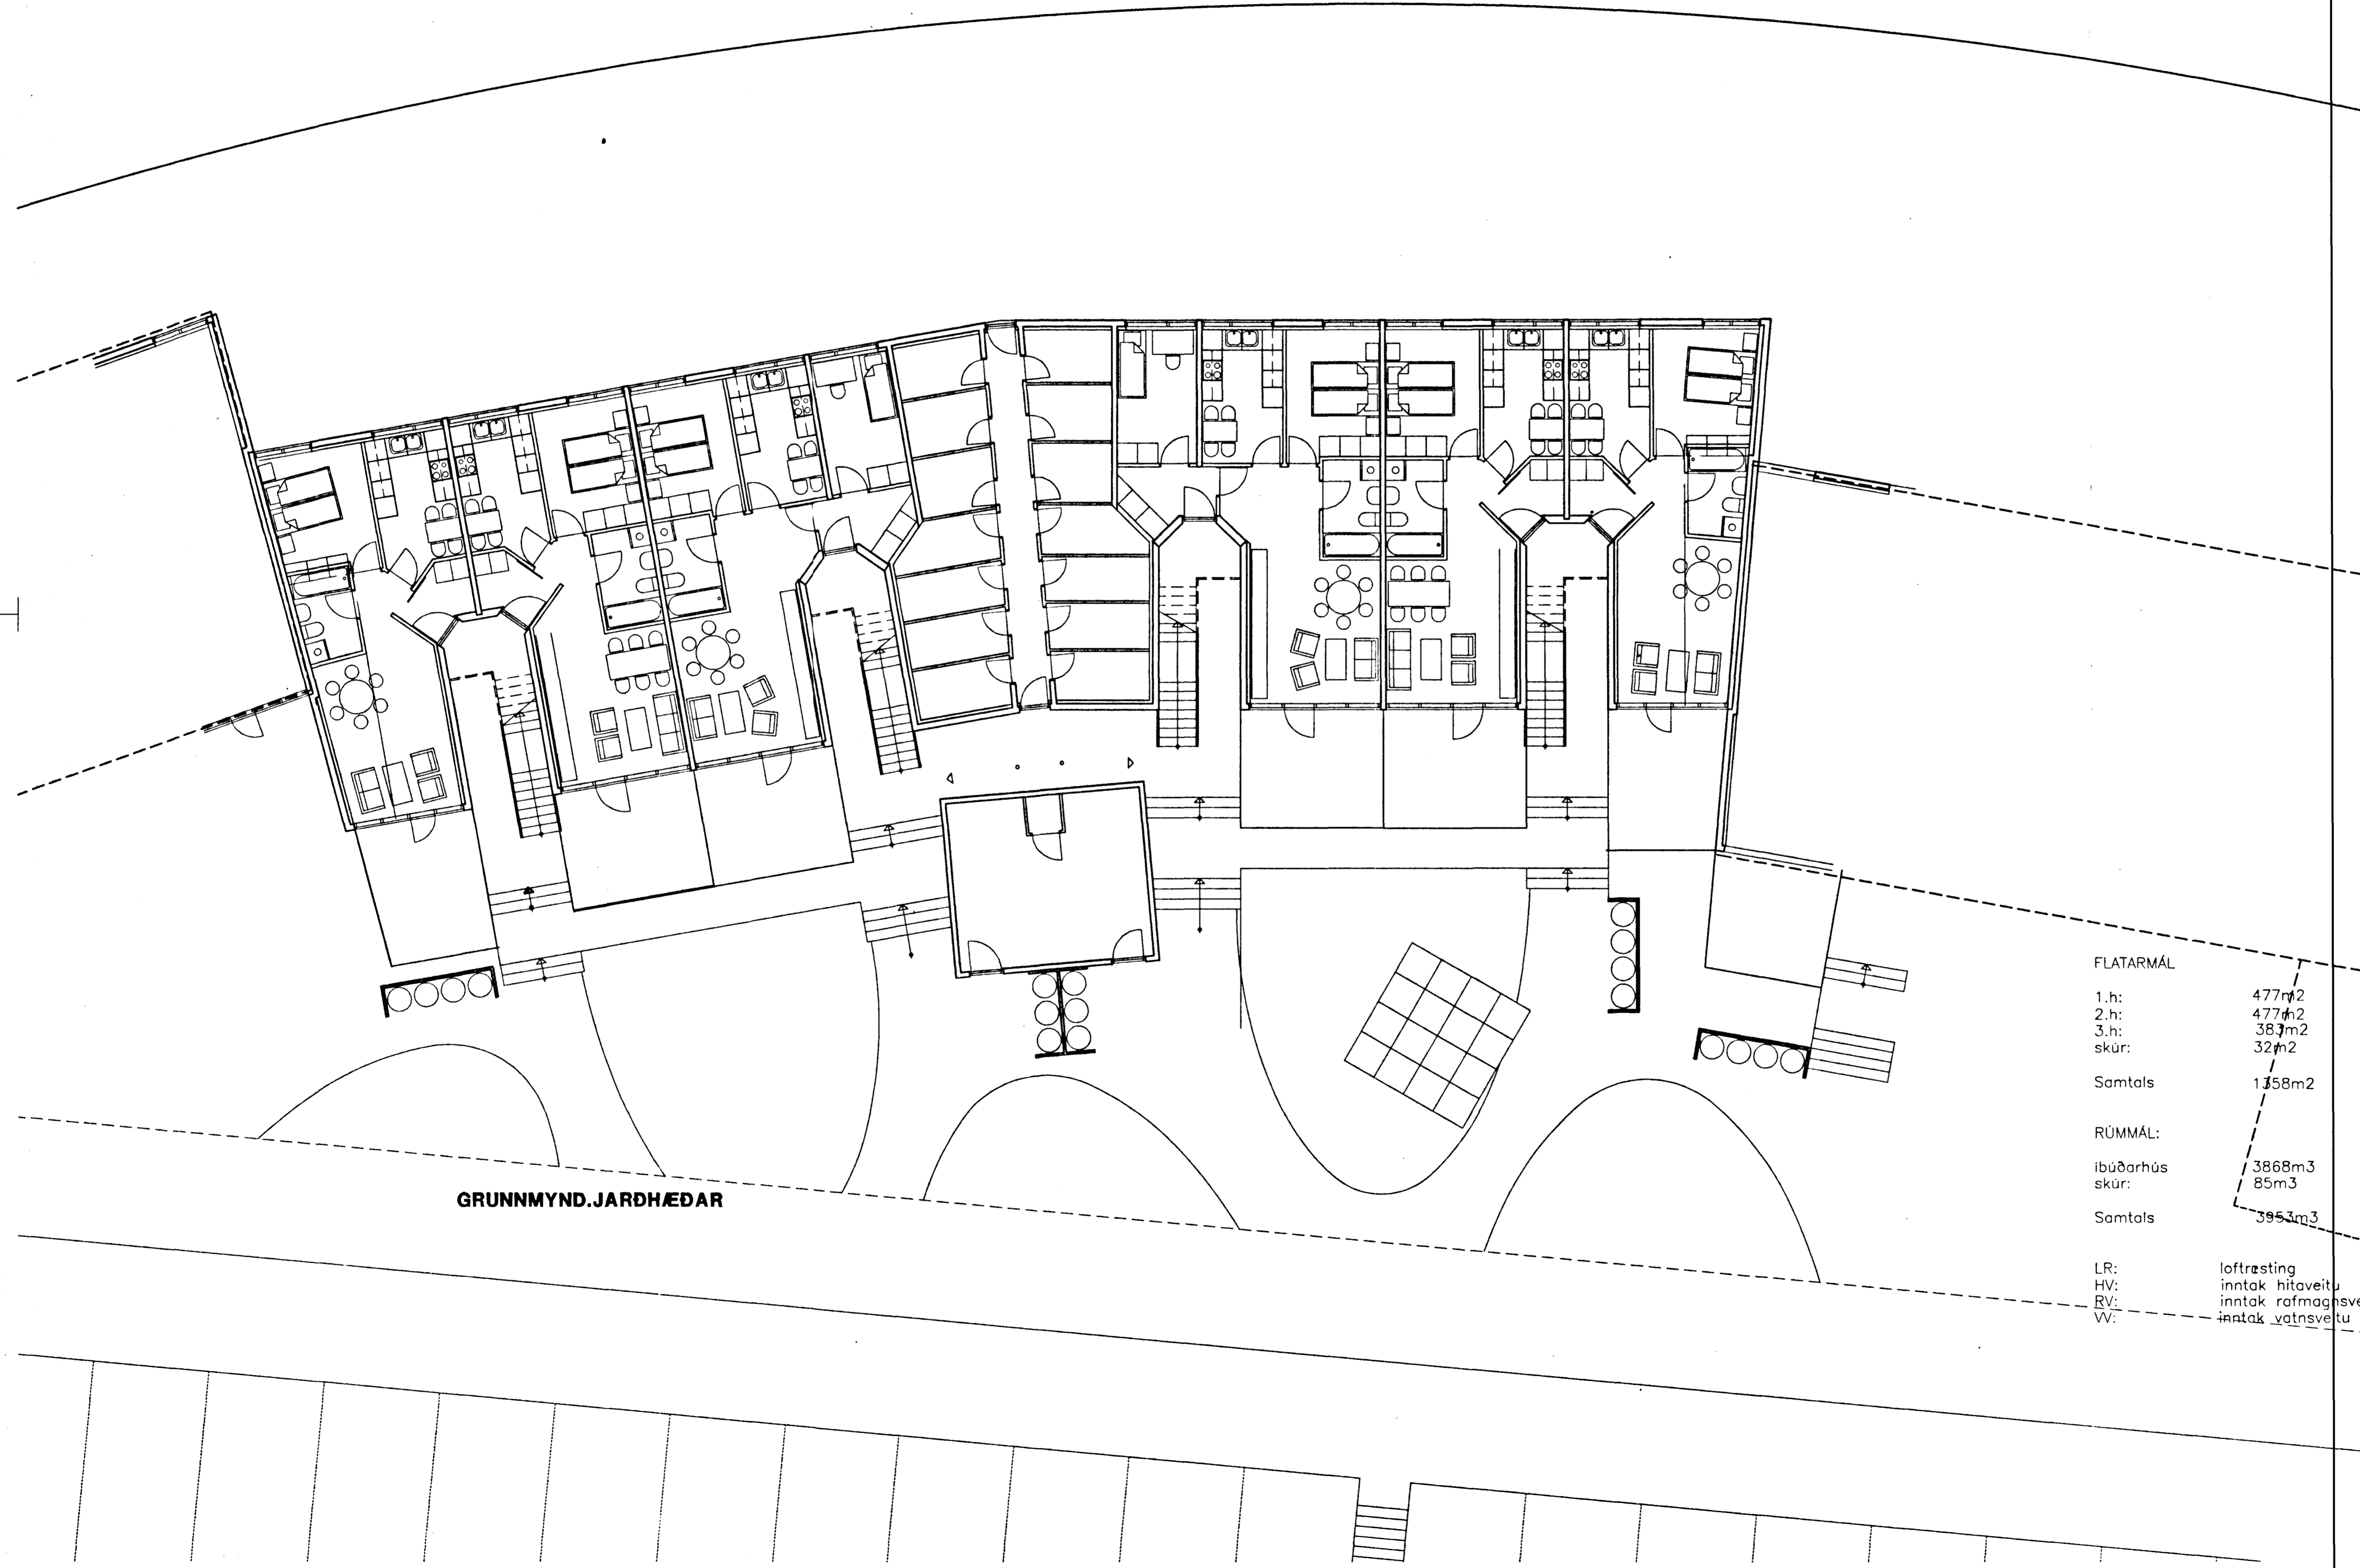 FLATARMÁL
1.h: 477m2
2.h: 477m2
3.h: 383m2
skúr: 32m2
Samtals 1358m2
RÚMMÁL:
íbúðarhús 3868m3
skúr: 85m3
Samtals 3953m3
GRUNNMYND.JARÐHÆÐAR
LR: loftræsting
HV: inntak hitaveitu
RV: inntak rafmagnsve
VV: inntak vatnsveitu